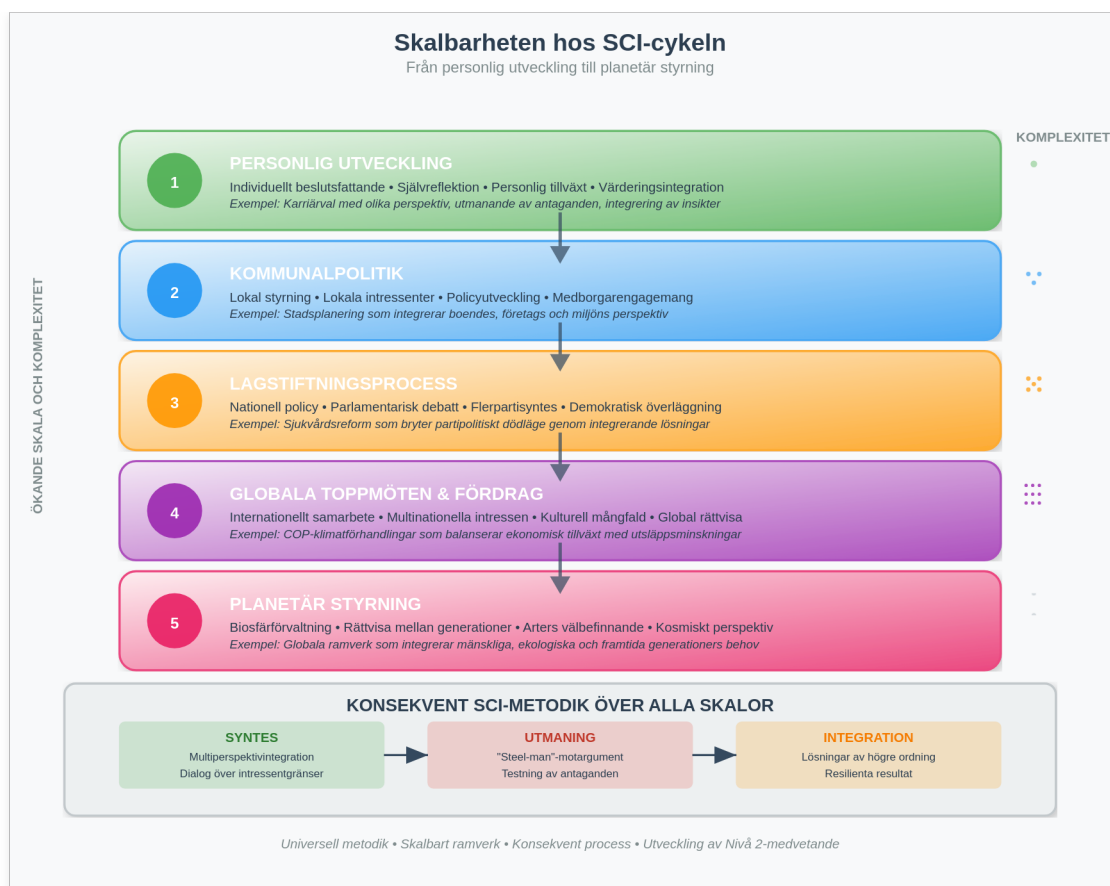 Skalbarheten hos SCI-cykeln
Från personlig utveckling till planetär styrning
KOMPLEXITET
ÖKANDE SKALA OCH KOMPLEXITET
1
PERSONLIG UTVECKLING
Individuellt beslutsfattande • Självreflektion • Personlig tillväxt • Värderingsintegration
Exempel: Karriärval med olika perspektiv, utmanande av antaganden, integrering av insikter
2
KOMMUNALPOLITIK
Lokal styrning • Lokala intressenter • Policyutveckling • Medborgarengagemang
Exempel: Stadsplanering som integrerar boendes, företags och miljöns perspektiv
3
LAGSTIFTNINGSPROCESS
Nationell policy • Parlamentarisk debatt • Flerpartisyntes • Demokratisk överläggning
Exempel: Sjukvårdsreform som bryter partipolitiskt dödläge genom integrerande lösningar
4
GLOBALA TOPPMÖTEN & FÖRDRAG
Internationellt samarbete • Multinationella intressen • Kulturell mångfald • Global rättvisa
Exempel: COP-klimatförhandlingar som balanserar ekonomisk tillväxt med utsläppsminskningar
5
PLANETÄR STYRNING
Biosfärförvaltning • Rättvisa mellan generationer • Arters välbefinnande • Kosmiskt perspektiv
Exempel: Globala ramverk som integrerar mänskliga, ekologiska och framtida generationers behov
KONSEKVENT SCI-METODIK ÖVER ALLA SKALOR
SYNTES
Multiperspektivintegration
Dialog över intressentgränser
UTMANING
"Steel-man"-motargument
Testning av antaganden
INTEGRATION
Lösningar av högre ordning
Resilienta resultat
Universell metodik • Skalbart ramverk • Konsekvent process • Utveckling av Nivå 2-medvetande